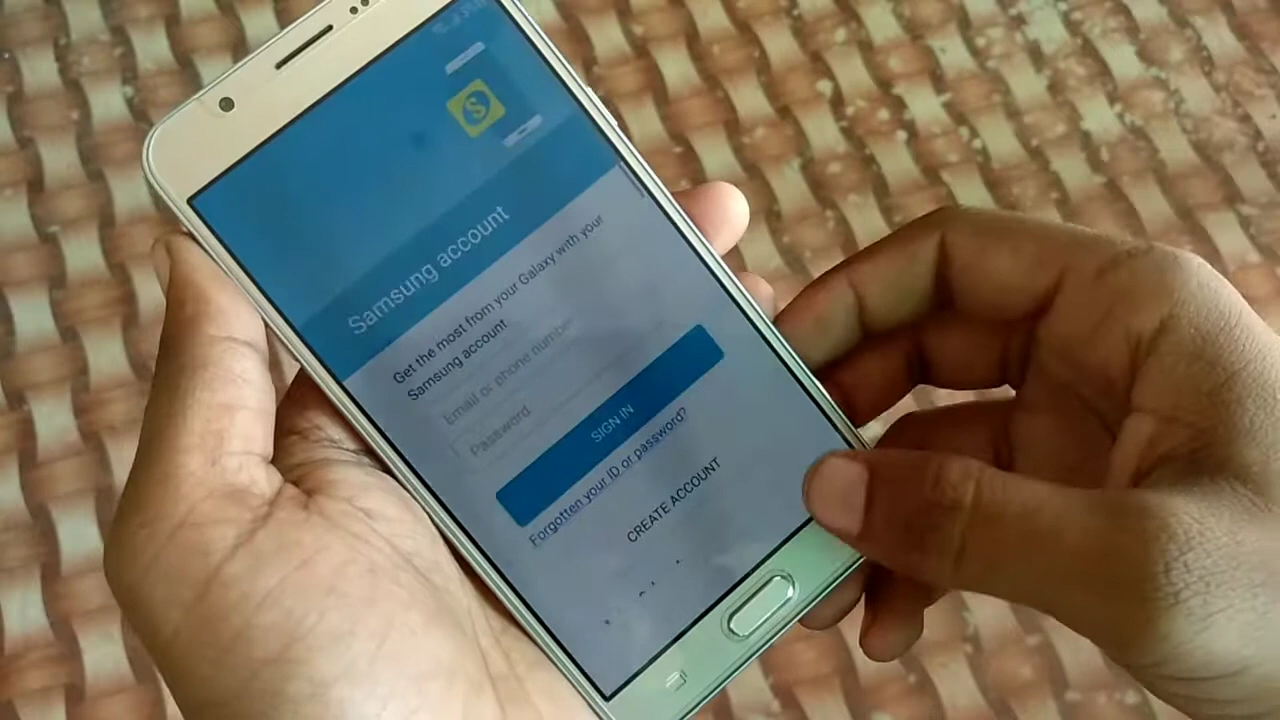 S
Samsung account
Get the most from your Galaxy with your
Samsung account
Email or phone number
Password
SIGN IN
Forgotten your ID or password?
CREATE ACCOUNT